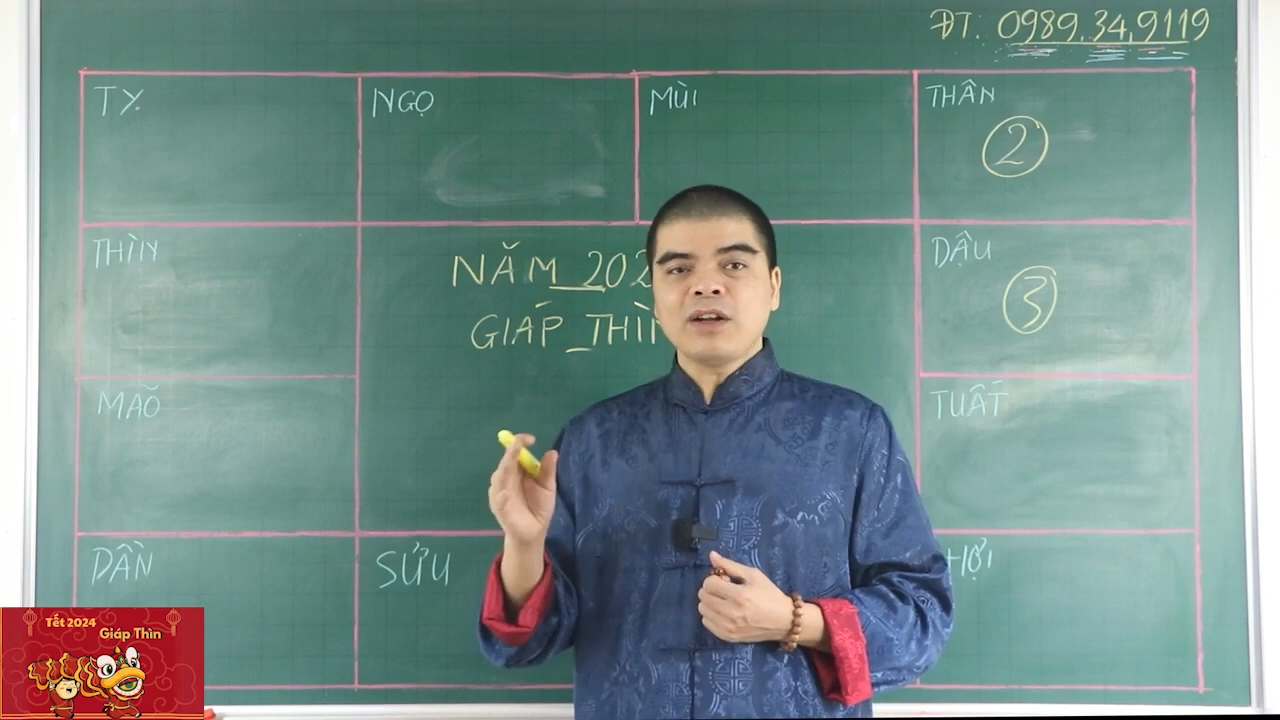 ĐT: 0989.34.9119
TỴ
NGỌ
MÙI
THÂN
2
THÌN
NĂM 202
DẬU
3
GIÁP THÌ
MÃO
TUẤT
DẦN
SỬU
HỢI
Tết 2024
Giáp Thìn